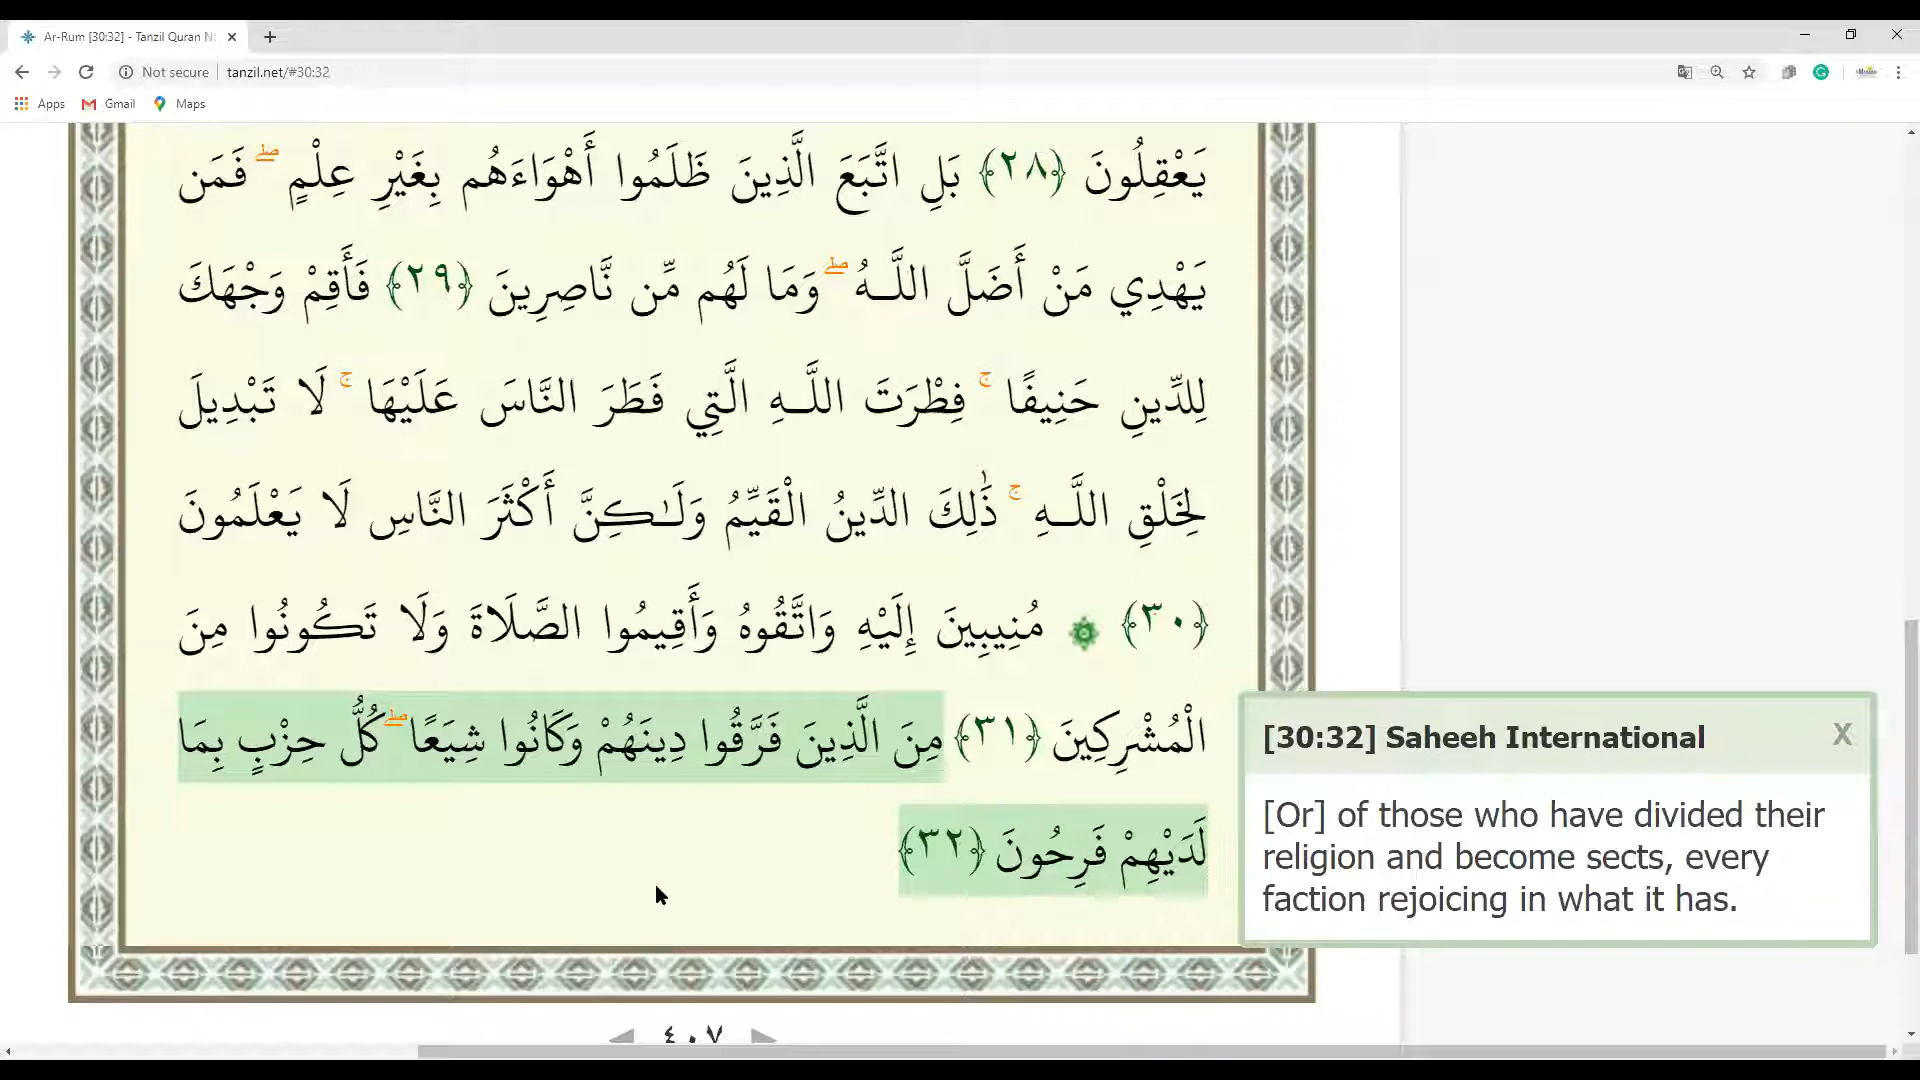 Ar-Rum [30:32] - Tanzil Quran N
Not secure
tanzil.net/#30:32
Apps Gmail Maps
يَعْقِلُونَ ﴿٢٨﴾ بَلِ اتَّبَعَ الَّذِينَ ظَلَمُوا أَهْوَاءَهُم بِغَيْرِ عِلْمٍ ۖ فَمَن
يَهْدِي مَنْ أَضَلَّ اللَّـهُ ۖ وَمَا لَهُم مِّن نَّاصِرِينَ ﴿٢٩﴾ فَأَقِمْ وَجْهَكَ
لِلدِّينِ حَنِيفًا ۚ فِطْرَتَ اللَّـهِ الَّتِي فَطَرَ النَّاسَ عَلَيْهَا ۚ لَا تَبْدِيلَ
لِخَلْقِ اللَّـهِ ۚ ذَٰلِكَ الدِّينُ الْقَيِّمُ وَلَـٰكِنَّ أَكْثَرَ النَّاسِ لَا يَعْلَمُونَ
﴿٣٠﴾ ۞ مُنِيبِينَ إِلَيْهِ وَاتَّقُوهُ وَأَقِيمُوا الصَّلَاةَ وَلَا تَكُونُوا مِنَ
الْمُشْرِكِينَ ﴿٣١﴾ مِنَ الَّذِينَ فَرَّقُوا دِينَهُمْ وَكَانُوا شِيَعًا ۖ كُلُّ حِزْبٍ بِمَا
لَدَيْهِمْ فَرِحُونَ ﴿٣٢﴾
[30:32] Saheeh International X
[Or] of those who have divided their
religion and become sects, every
faction rejoicing in what it has.
٤٠٧